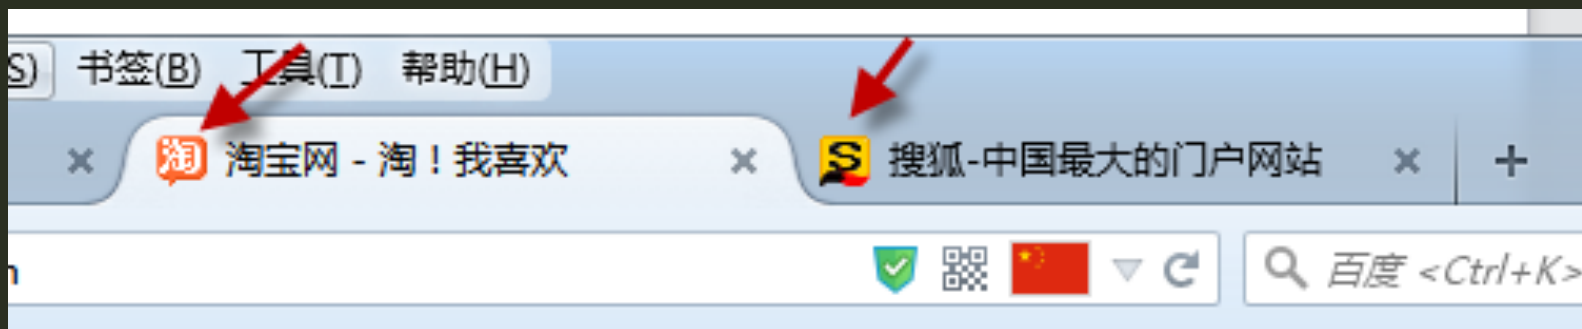 S) 书签(B) 工具(T) 帮助(H)
淘 淘宝网 - 淘！我喜欢 S 搜狐-中国最大的门户网站
百度 <Ctrl+K>